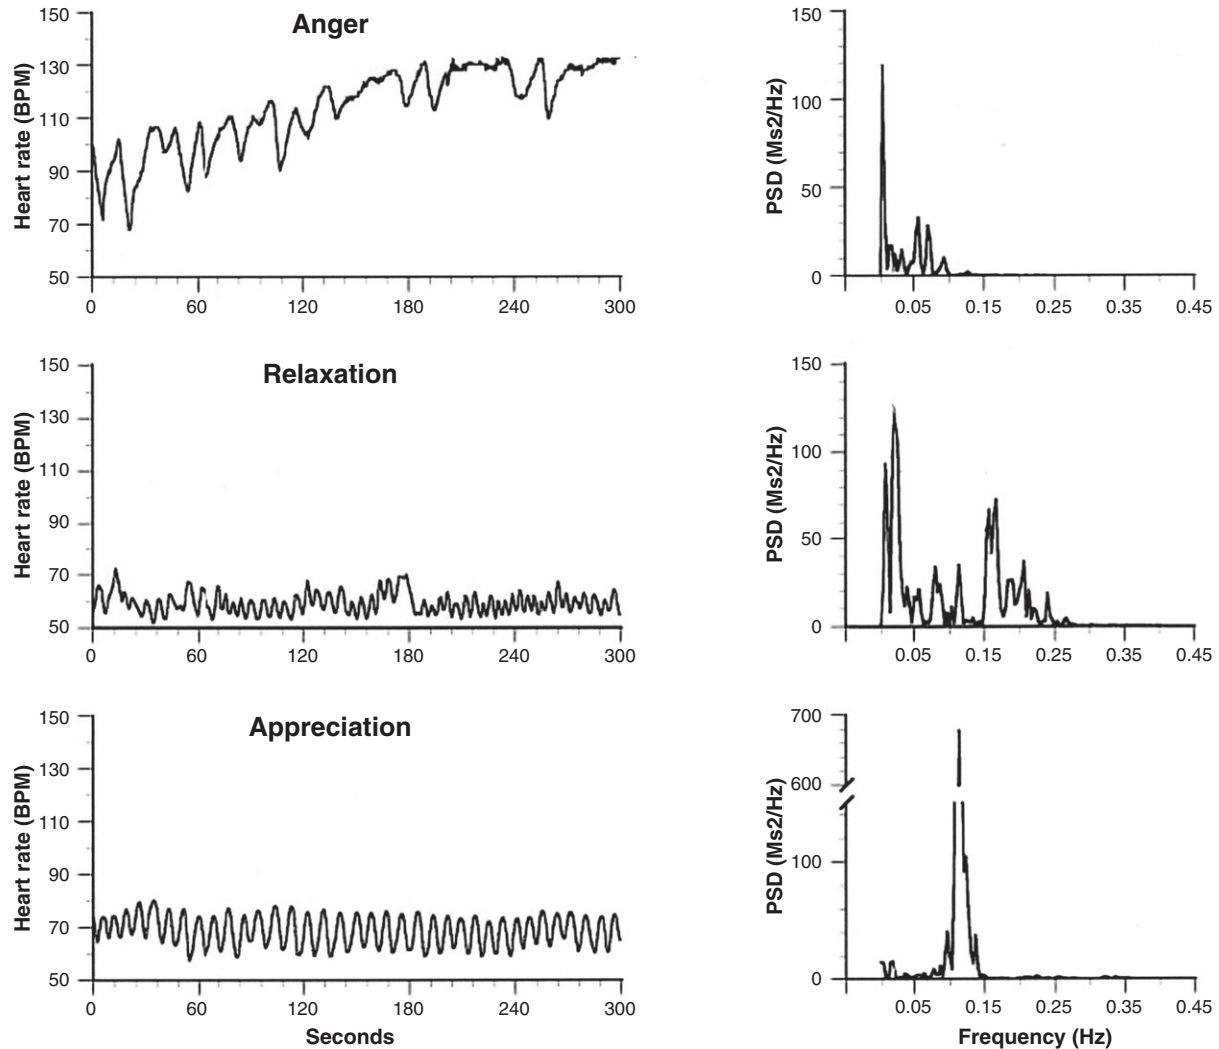 Anger
Heart rate (BPM)
150
130
110
90
70
50
0 60 120 180 240 300
PSD (Ms2/Hz)
150
100
50
0
0.05 0.15 0.25 0.35 0.45
Relaxation
Heart rate (BPM)
150
130
110
90
70
50
0 60 120 180 240 300
PSD (Ms2/Hz)
150
100
50
0
0.05 0.15 0.25 0.35 0.45
Appreciation
Heart rate (BPM)
150
130
110
90
70
50
0 60 120 180 240 300
Seconds
PSD (Ms2/Hz)
700
600
100
0
0.05 0.15 0.25 0.35 0.45
Frequency (Hz)